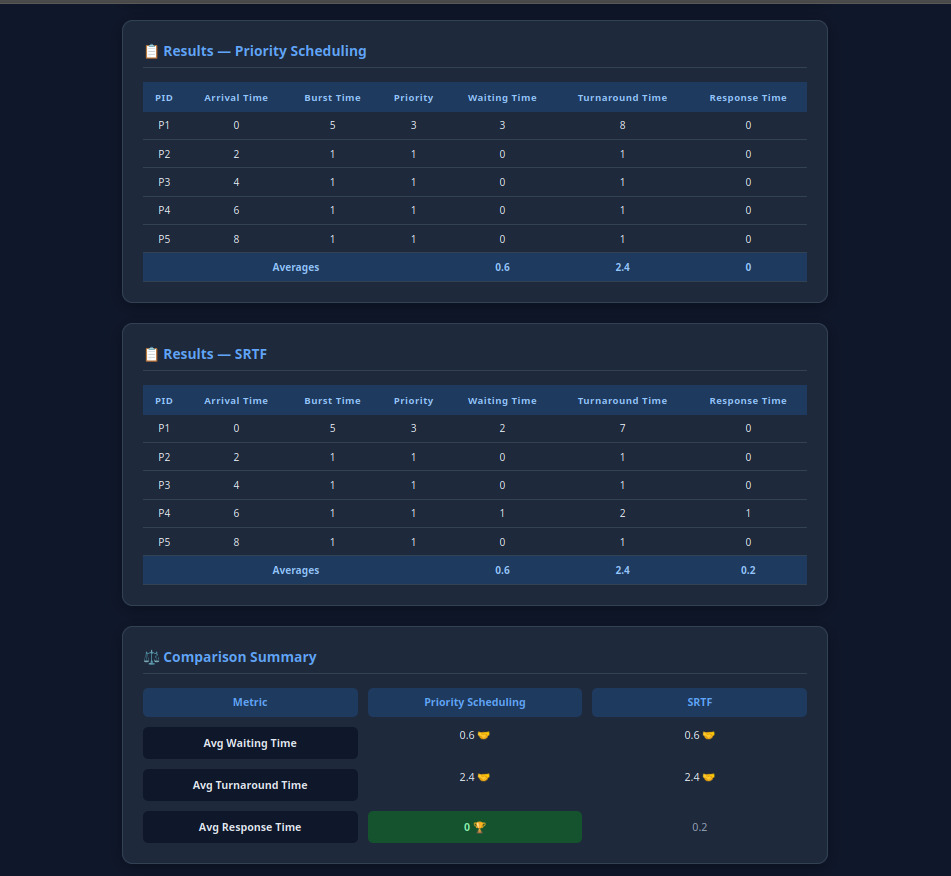 📋 Results — Priority Scheduling
PID Arrival Time Burst Time Priority Waiting Time Turnaround Time Response Time
P1 0 5 3 3 8 0
P2 2 1 1 0 1 0
P3 4 1 1 0 1 0
P4 6 1 1 0 1 0
P5 8 1 1 0 1 0
Averages 0.6 2.4 0
📋 Results — SRTF
PID Arrival Time Burst Time Priority Waiting Time Turnaround Time Response Time
P1 0 5 3 2 7 0
P2 2 1 1 0 1 0
P3 4 1 1 0 1 0
P4 6 1 1 1 2 1
P5 8 1 1 0 1 0
Averages 0.6 2.4 0.2
⚖️ Comparison Summary
Metric Priority Scheduling SRTF
Avg Waiting Time 0.6 🤝 0.6 🤝
Avg Turnaround Time 2.4 🤝 2.4 🤝
Avg Response Time 0 🏆 0.2